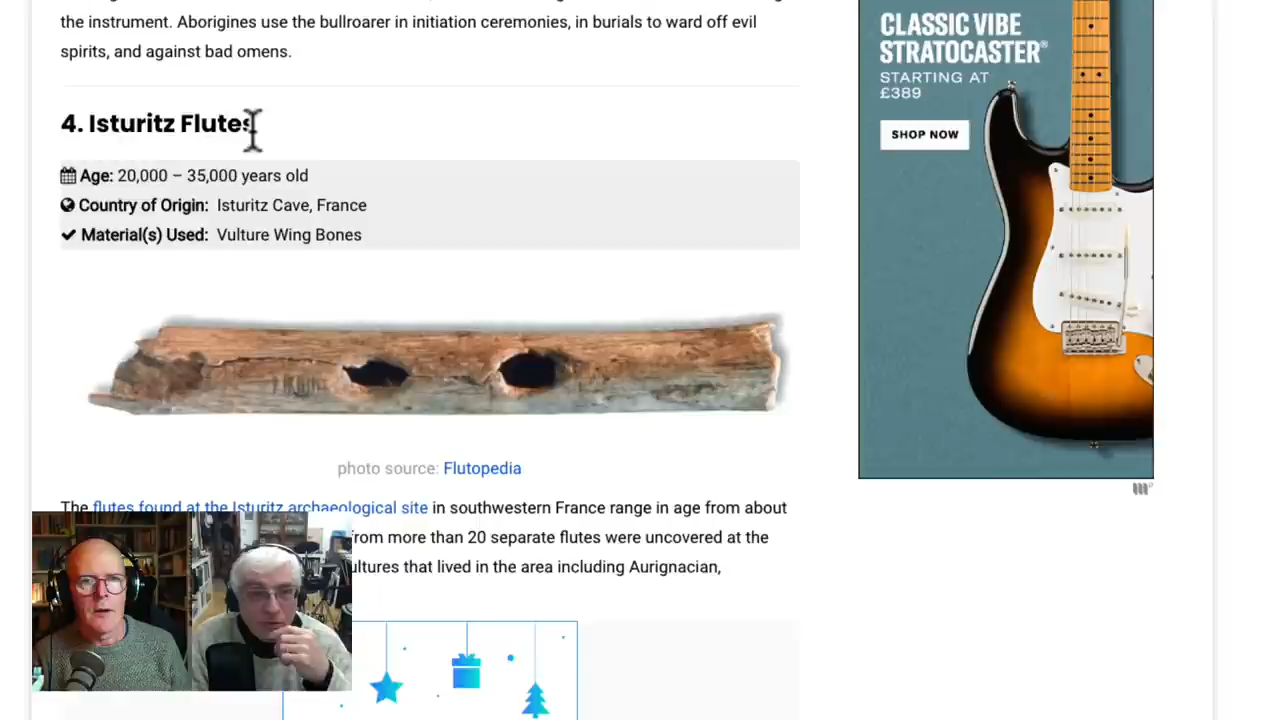 the instrument. Aborigines use the bullroarer in initiation ceremonies, in burials to ward off evil
spirits, and against bad omens.
4. Isturitz Flutes
Age: 20,000 – 35,000 years old
Country of Origin: Isturitz Cave, France
Material(s) Used: Vulture Wing Bones
photo source: Flutopedia
The flutes found at the Isturitz archaeological site in southwestern France range in age from about
from more than 20 separate flutes were uncovered at the
ultures that lived in the area including Aurignacian,
CLASSIC VIBE
STRATOCASTER®
STARTING AT
£389
SHOP NOW